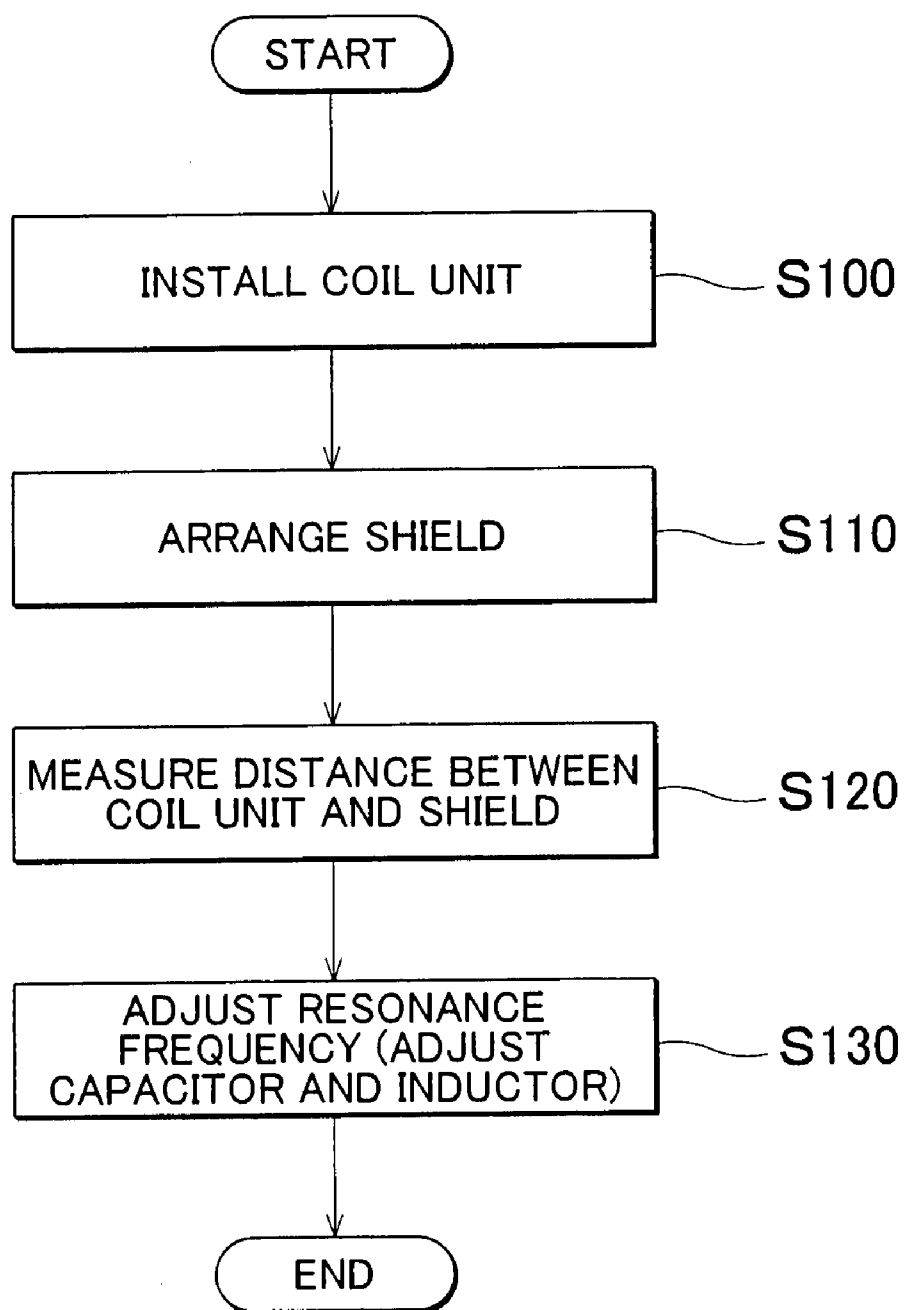 START
INSTALL COIL UNIT
S100
ARRANGE SHIELD
S110
MEASURE DISTANCE BETWEEN
COIL UNIT AND SHIELD
S120
ADJUST RESONANCE
FREQUENCY (ADJUST
CAPACITOR AND INDUCTOR)
S130
END